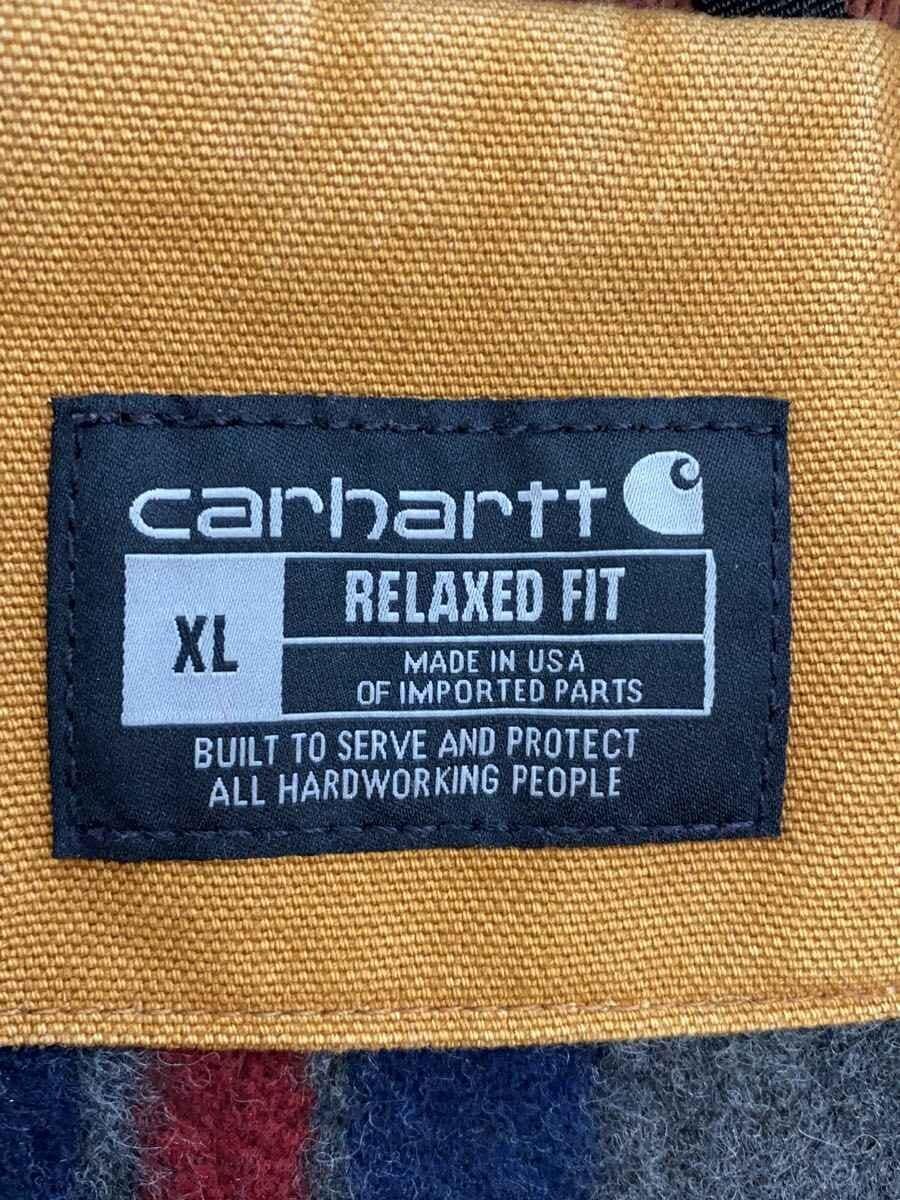 carhartt
XL
RELAXED FIT
MADE IN USA
OF IMPORTED PARTS
BUILT TO SERVE AND PROTECT
ALL HARDWORKING PEOPLE